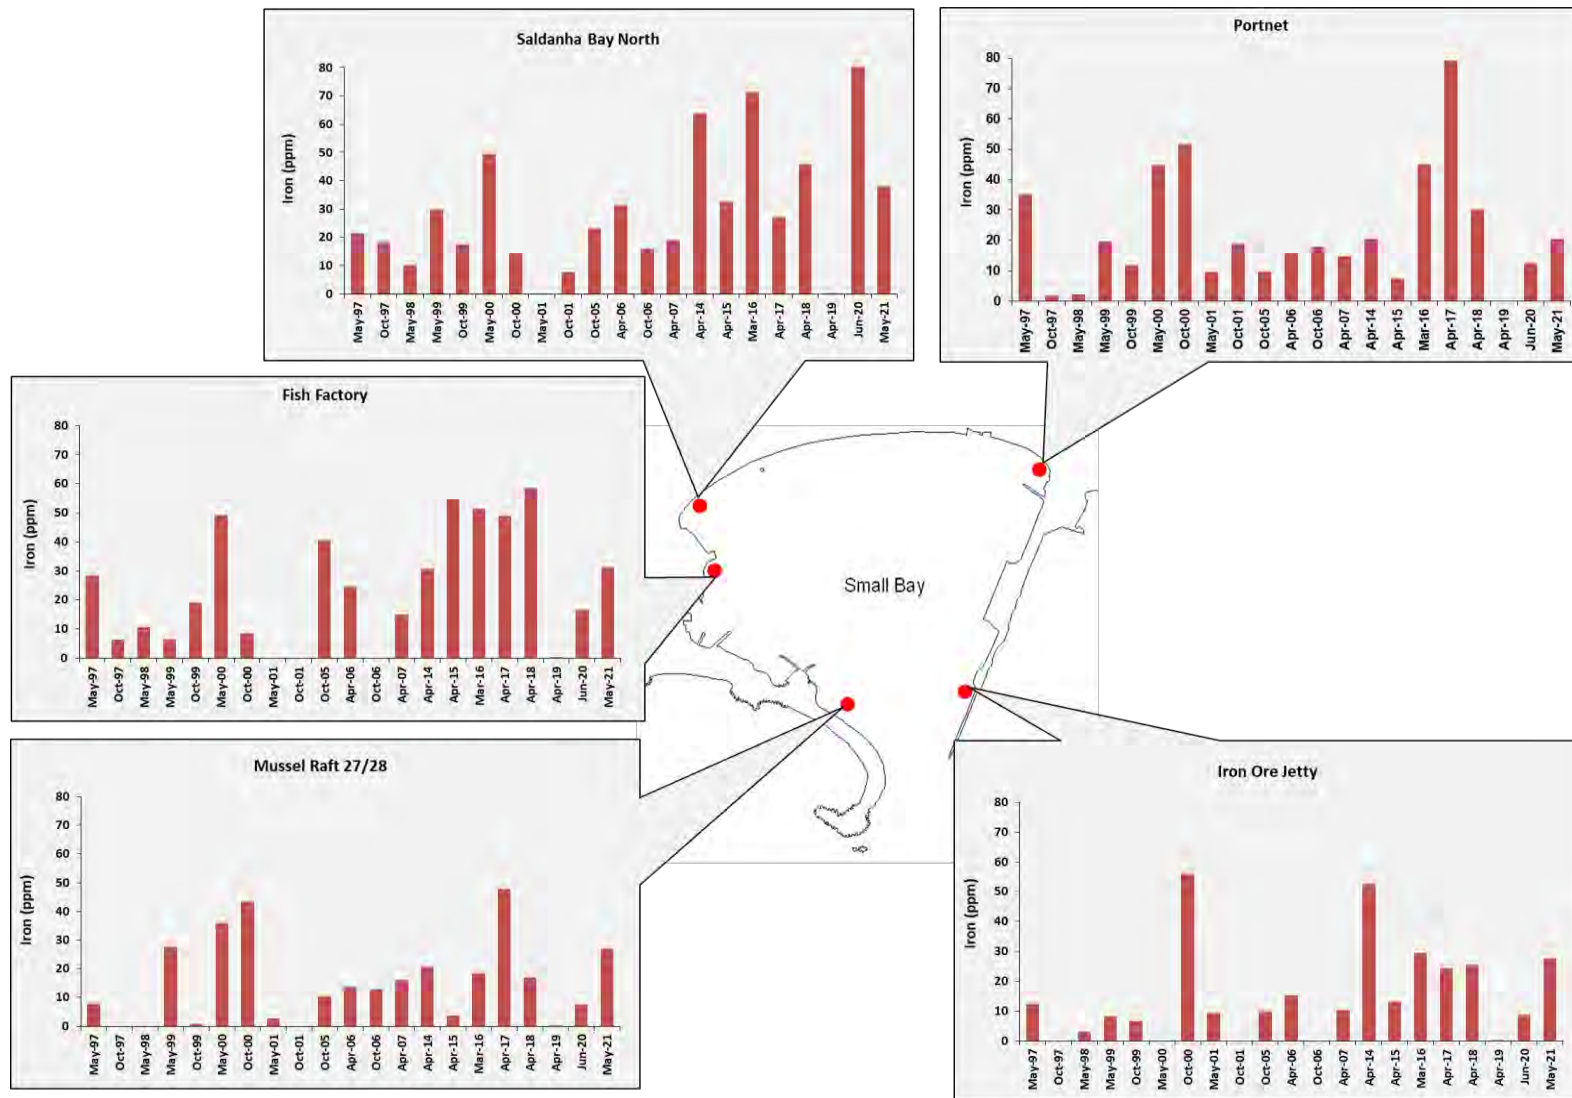 Saldanha Bay North
Iron (ppm)
80
70
60
50
40
30
20
10
0
May-97 Oct-97 May-98 May-99 Oct-99 May-00 Oct-00 May-01 Oct-01 Oct-05 Apr-06 Oct-06 Apr-07 Apr-14 Apr-15 Mar-16 Apr-17 Apr-18 Apr-19 Jun-20 May-21
Portnet
Iron (ppm)
80
70
60
50
40
30
20
10
0
May-97 Oct-97 May-98 May-99 Oct-99 May-00 Oct-00 May-01 Oct-01 Oct-05 Apr-06 Oct-06 Apr-07 Apr-14 Apr-15 Mar-16 Apr-17 Apr-18 Apr-19 Jun-20 May-21
Fish Factory
Iron (ppm)
80
70
60
50
40
30
20
10
0
May-97 Oct-97 May-98 May-99 Oct-99 May-00 Oct-00 May-01 Oct-01 Oct-05 Apr-06 Oct-06 Apr-07 Apr-14 Apr-15 Mar-16 Apr-17 Apr-18 Apr-19 Jun-20 May-21
Small Bay
Mussel Raft 27/28
Iron (ppm)
80
70
60
50
40
30
20
10
0
May-97 Oct-97 May-98 May-99 Oct-99 May-00 Oct-00 May-01 Oct-01 Oct-05 Apr-06 Oct-06 Apr-07 Apr-14 Apr-15 Mar-16 Apr-17 Apr-18 Apr-19 Jun-20 May-21
Iron Ore Jetty
Iron (ppm)
80
70
60
50
40
30
20
10
0
May-97 Oct-97 May-98 May-99 Oct-99 May-00 Oct-00 May-01 Oct-01 Oct-05 Apr-06 Oct-06 Apr-07 Apr-14 Apr-15 Mar-16 Apr-17 Apr-18 Apr-19 Jun-20 May-21